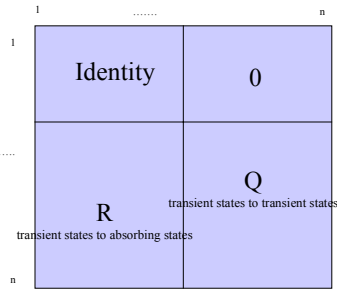 1 ....... n
1
Identity
0
.....
Q
transient states to transient states
R
transient states to absorbing states
n